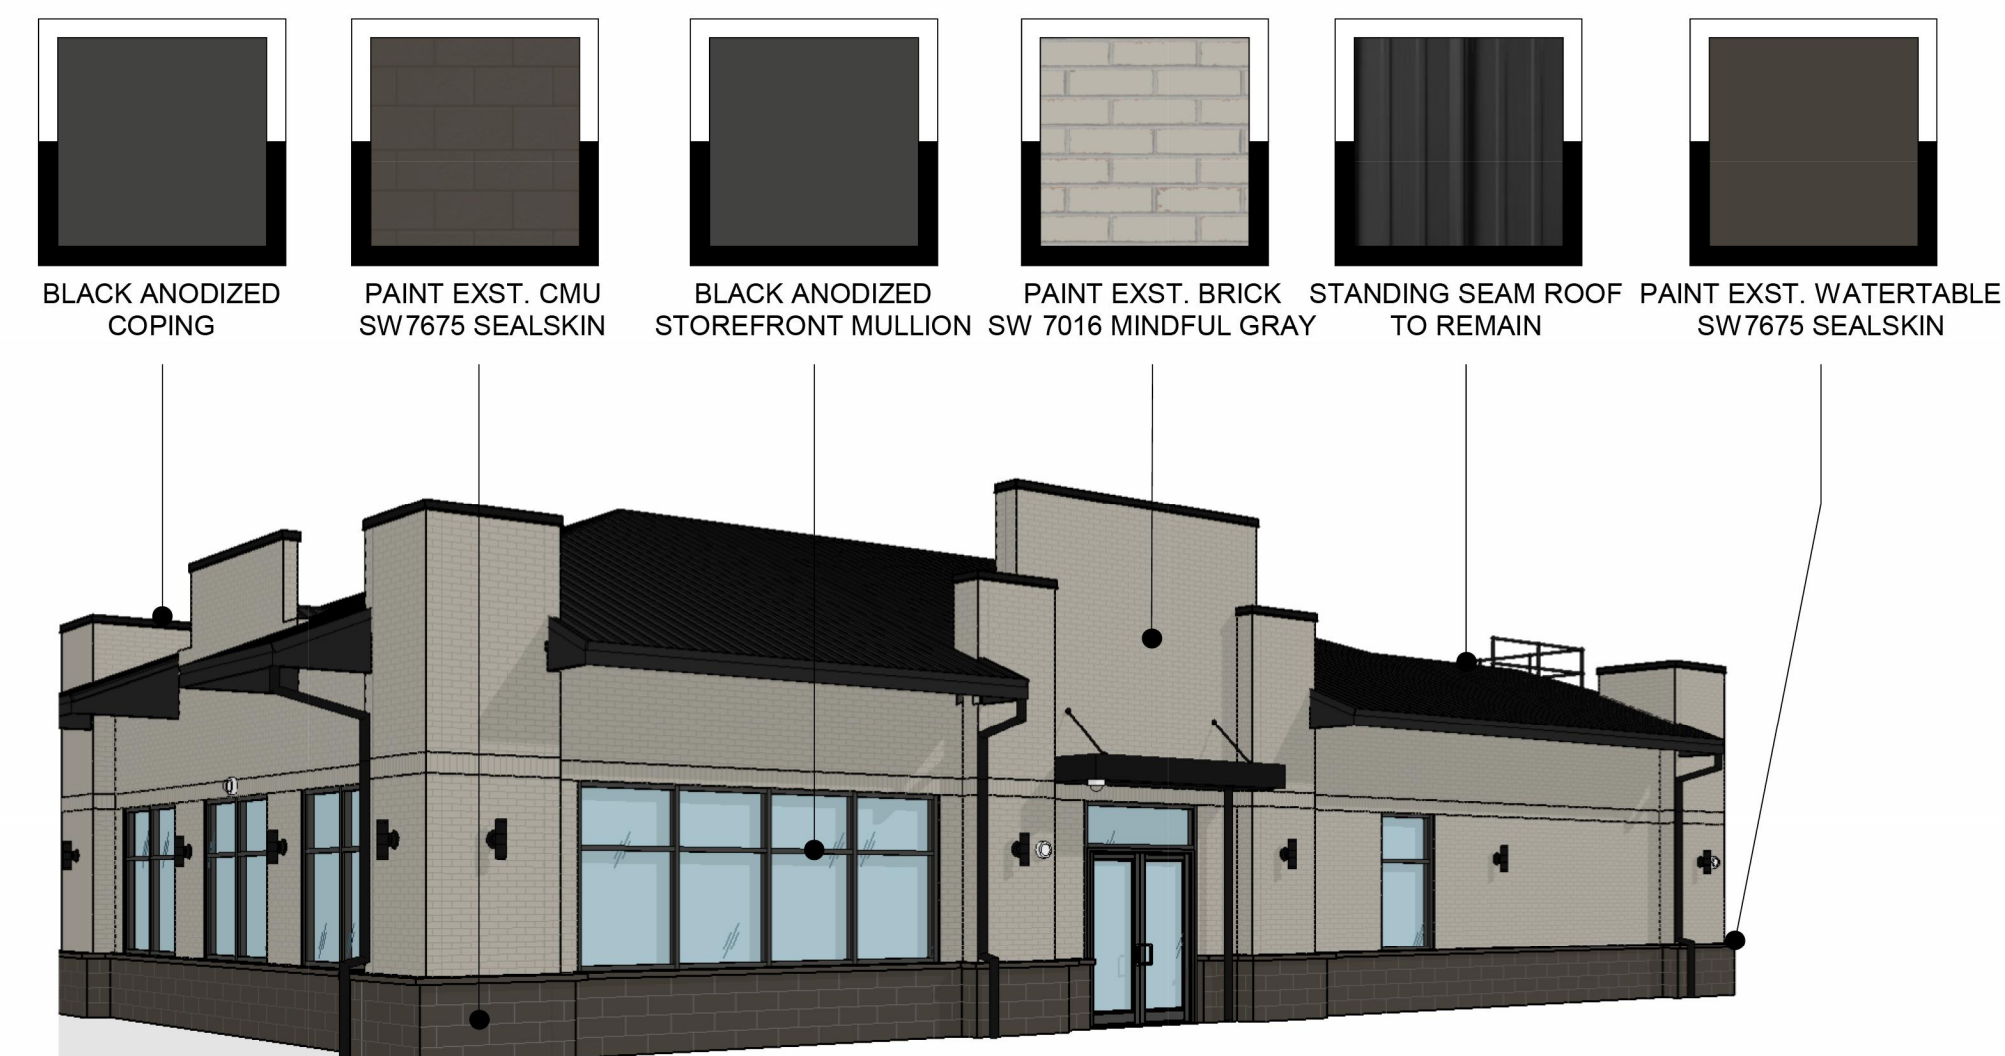 BLACK ANODIZED
COPING
PAINT EXST. CMU
SW7675 SEALSKIN
BLACK ANODIZED
STOREFRONT MULLION
PAINT EXST. BRICK
SW 7016 MINDFUL GRAY
STANDING SEAM ROOF
TO REMAIN
PAINT EXST. WATERTABLE
SW7675 SEALSKIN